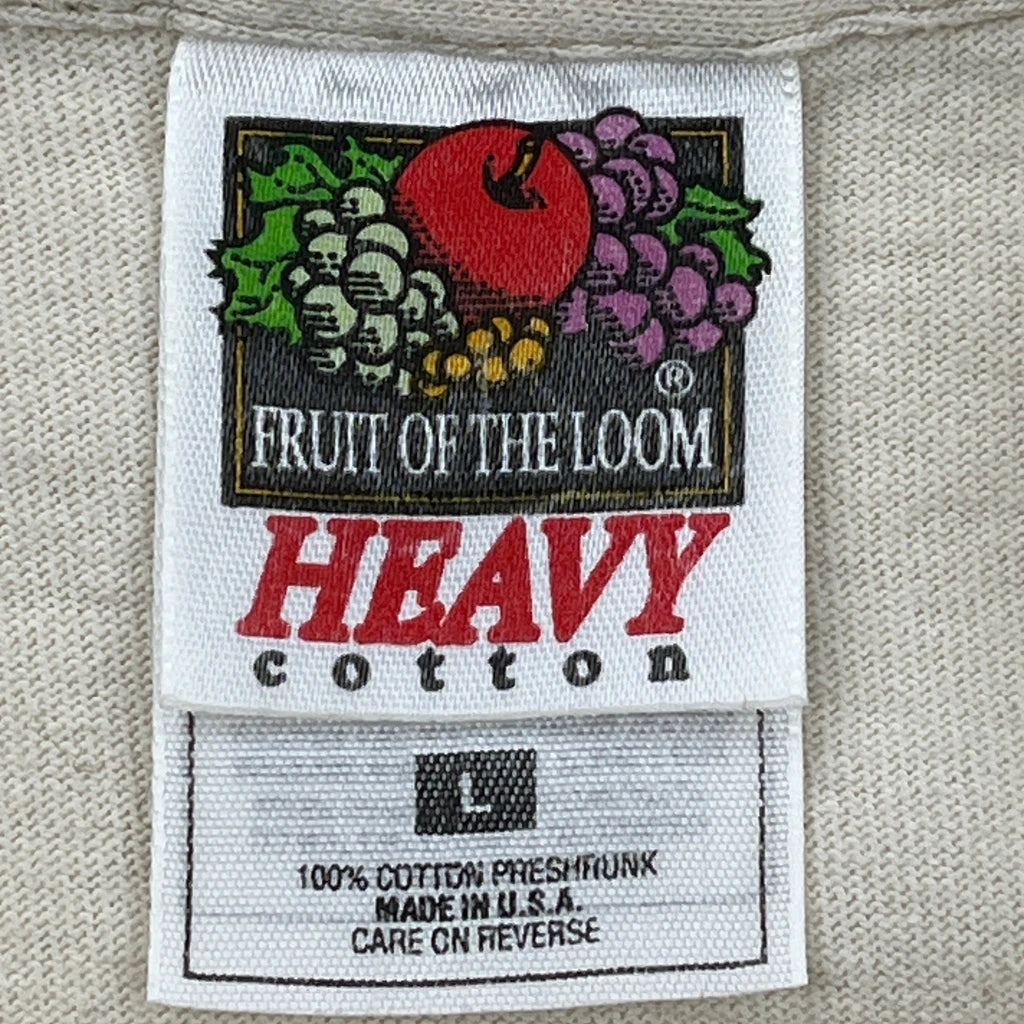 ®
FRUIT OF THE LOOM
HEAVY
cotton
L
100% COTTON PRESHRUNK
MADE IN U.S.A.
CARE ON REVERSE